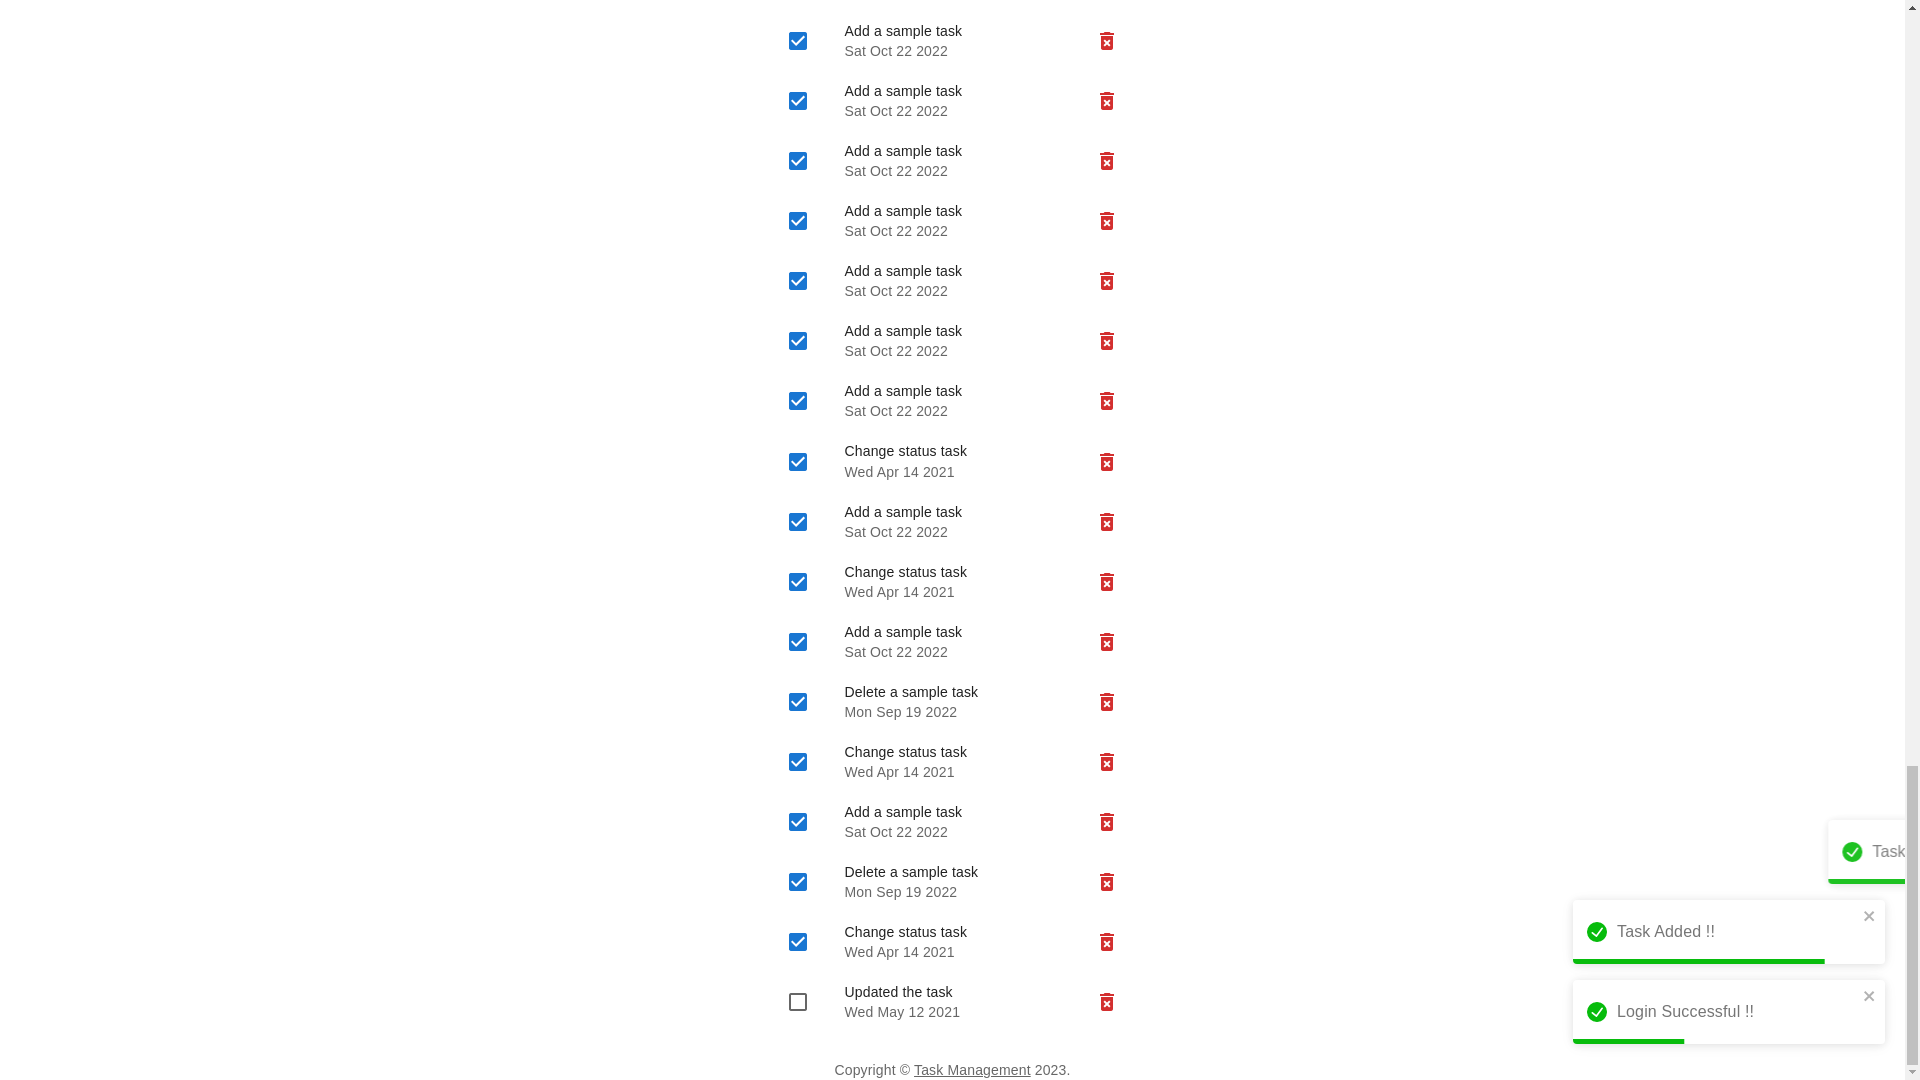 Add a sample task
Sat Oct 22 2022
Add a sample task
Sat Oct 22 2022
Add a sample task
Sat Oct 22 2022
Add a sample task
Sat Oct 22 2022
Add a sample task
Sat Oct 22 2022
Add a sample task
Sat Oct 22 2022
Add a sample task
Sat Oct 22 2022
Change status task
Wed Apr 14 2021
Add a sample task
Sat Oct 22 2022
Change status task
Wed Apr 14 2021
Add a sample task
Sat Oct 22 2022
Delete a sample task
Mon Sep 19 2022
Change status task
Wed Apr 14 2021
Add a sample task
Sat Oct 22 2022
Delete a sample task
Mon Sep 19 2022
Change status task
Wed Apr 14 2021
Updated the task
Wed May 12 2021
Copyright © Task Management 2023.
Task
Task Added !!
Login Successful !!